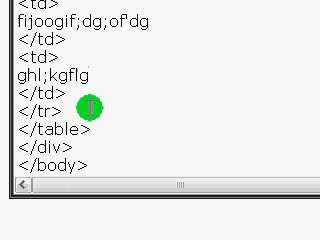 <td>
fijoogif;dg;of'dg
</td>
<td>
ghl;kgflg
</td>
</tr>
</table>
</div>
</body>